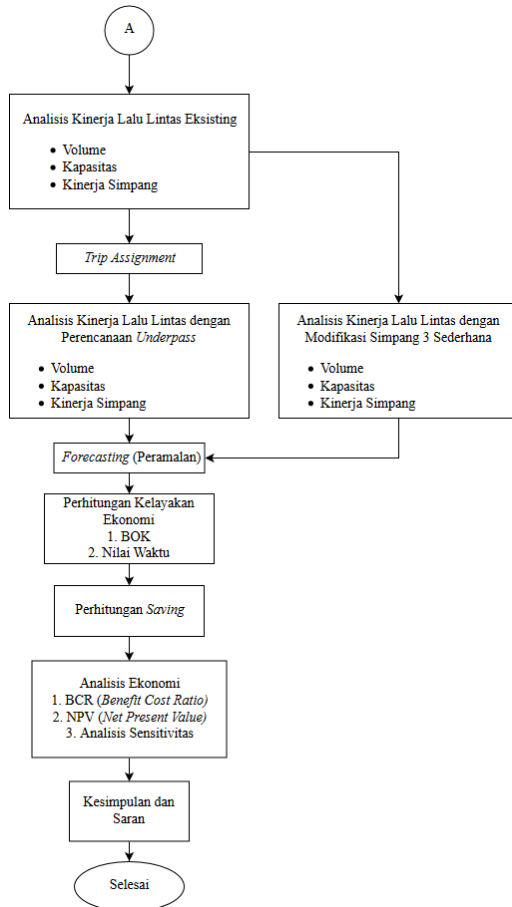 A
Analisis Kinerja Lalu Lintas Eksisting
• Volume
• Kapasitas
• Kinerja Simpang
Trip Assignment
Analisis Kinerja Lalu Lintas dengan
Perencanaan Underpass
• Volume
• Kapasitas
• Kinerja Simpang
Analisis Kinerja Lalu Lintas dengan
Modifikasi Simpang 3 Sederhana
• Volume
• Kapasitas
• Kinerja Simpang
Forecasting (Peramalan)
Perhitungan Kelayakan
Ekonomi
1. BOK
2. Nilai Waktu
Perhitungan Saving
Analisis Ekonomi
1. BCR (Benefit Cost Ratio)
2. NPV (Net Present Value)
3. Analisis Sensitivitas
Kesimpulan dan
Saran
Selesai